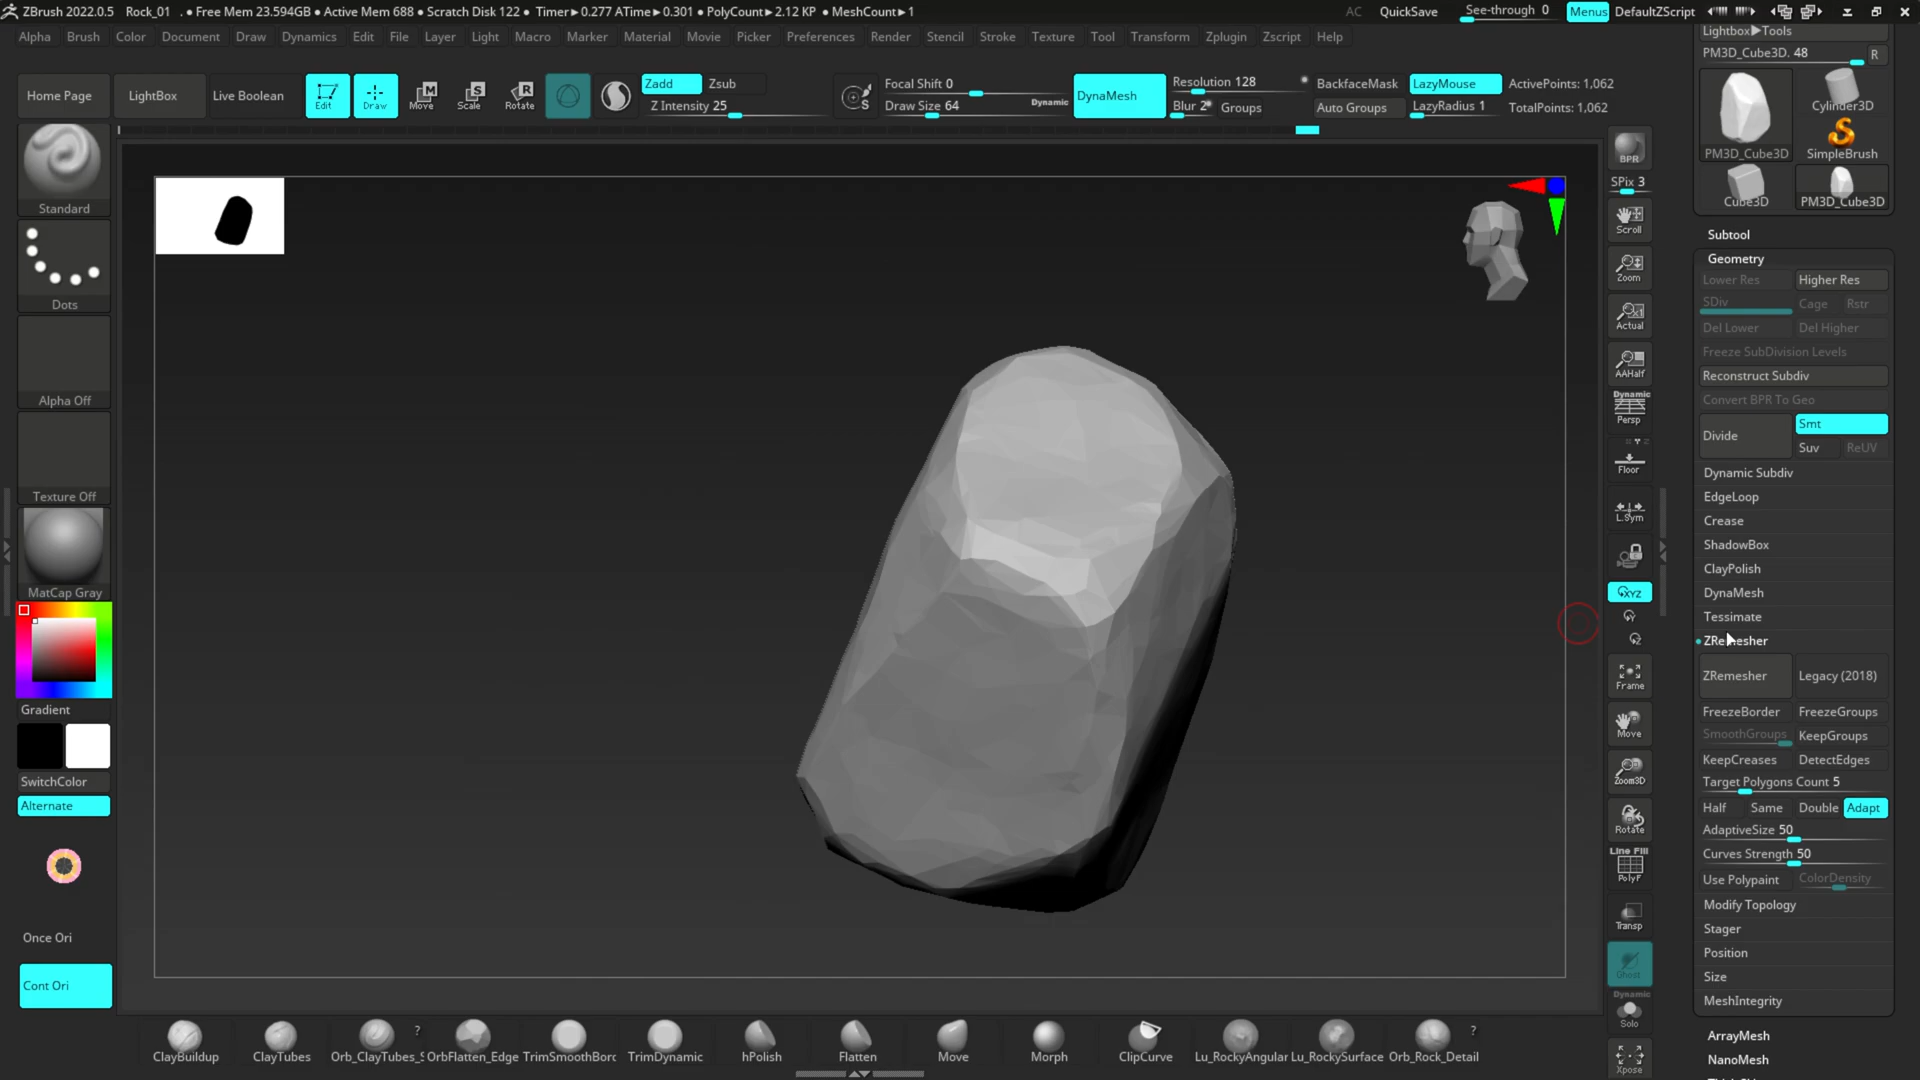 ZBrush 2022.0.5 Rock_01 . • Free Mem 23.594GB • Active Mem 688 • Scratch Disk 122 • Timer▶0.277 ATime▶0.301 • PolyCount▶2.12 KP • MeshCount▶1 AC QuickSave See-through 0 Menus DefaultZScript
Alpha Brush Color Document Draw Dynamics Edit File Layer Light Macro Marker Material Movie Picker Preferences Render Stencil Stroke Texture Tool Transform Zplugin Zscript Help
Home Page LightBox Live Boolean Edit Draw Move Scale Rotate
M S R
Zadd Zsub
Z Intensity 25
S
Focal Shift 0
Draw Size 64 Dynamic
DynaMesh
Resolution 128
Blur 2 Groups
BackfaceMask
Auto Groups
LazyMouse
LazyRadius 1
ActivePoints: 1,062
TotalPoints: 1,062
Standard
Dots
Alpha Off
Texture Off
MatCap Gray
Gradient
SwitchColor
Alternate
Once Ori
Cont Ori
BPR
SPix 3
Scroll
Zoom
Actual
AAHalf
Dynamic
Persp
Floor
L.Sym
XYZ
Y
Z
Frame
Move
Zoom3D
Rotate
Line Fill
PolyF
Transp
Ghost
Dynamic
Solo
Xpose
Lightbox▶Tools
PM3D_Cube3D. 48 R
PM3D_Cube3D
Cylinder3D
SimpleBrush
Cube3D PM3D_Cube3D
Subtool
Geometry
Lower Res Higher Res
SDiv Cage Rstr
Del Lower Del Higher
Freeze SubDivision Levels
Reconstruct Subdiv
Convert BPR To Geo
Divide Smt
Suv ReUV
Dynamic Subdiv
EdgeLoop
Crease
ShadowBox
ClayPolish
DynaMesh
Tessimate
ZRemesher
ZRemesher Legacy (2018)
FreezeBorder FreezeGroups
SmoothGroups KeepGroups
KeepCreases DetectEdges
Target Polygons Count 5
Half Same Double Adapt
AdaptiveSize 50
Curves Strength 50
Use Polypaint ColorDensity
Modify Topology
Stager
Position
Size
MeshIntegrity
ArrayMesh
NanoMesh
ClayBuildup ClayTubes Orb_ClayTubes_S OrbFlatten_Edge TrimSmoothBord TrimDynamic hPolish Flatten Move Morph ClipCurve Lu_RockyAngular Lu_RockySurface Orb_Rock_Detail
? ?